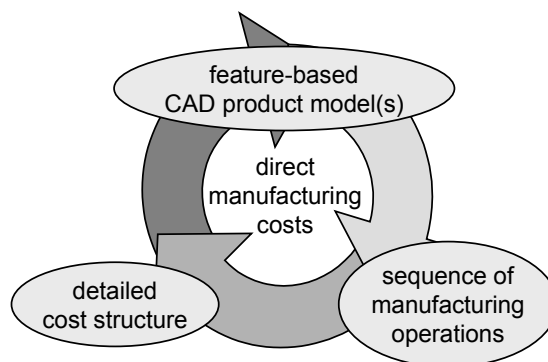 feature-based
CAD product model(s)
direct
manufacturing
costs
detailed
cost structure
sequence of
manufacturing
operations